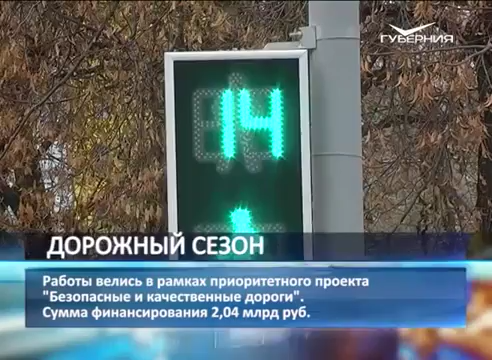 ГУБЕРНИЯ
14
ДОРОЖНЫЙ СЕЗОН
Работы велись в рамках приоритетного проекта
"Безопасные и качественные дороги".
Сумма финансирования 2,04 млрд руб.